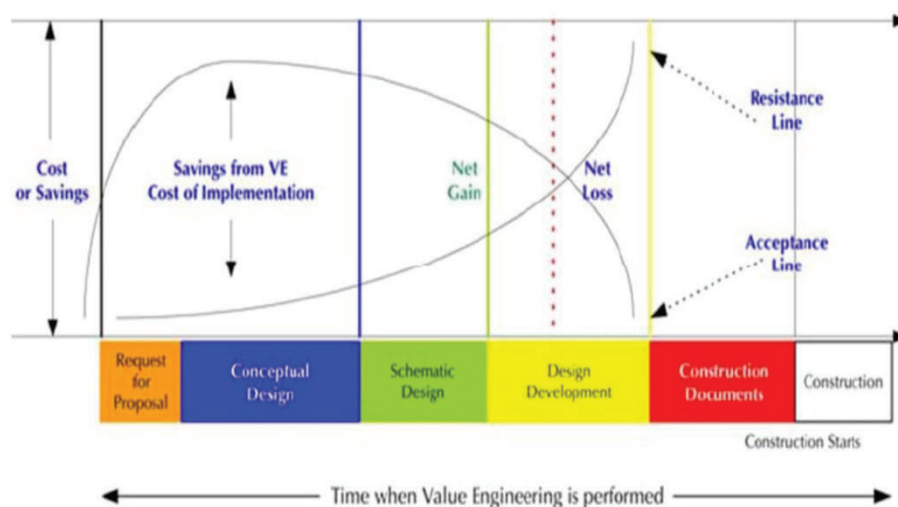 Cost
or Savings
Savings from VE
Cost of Implementation
Net
Gain
Net
Loss
Resistance
Line
Acceptance
Line
Request
for
Proposal
Conceptual
Design
Schematic
Design
Design
Development
Construction
Documents
Construction
Construction Starts
Time when Value Engineering is performed